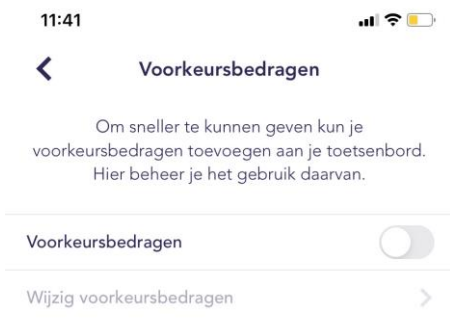 11:41
Voorkeursbedragen
Om sneller te kunnen geven kun je
voorkeursbedragen toevoegen aan je toetsenbord.
Hier beheer je het gebruik daarvan.
Voorkeursbedragen
Wijzig voorkeursbedragen